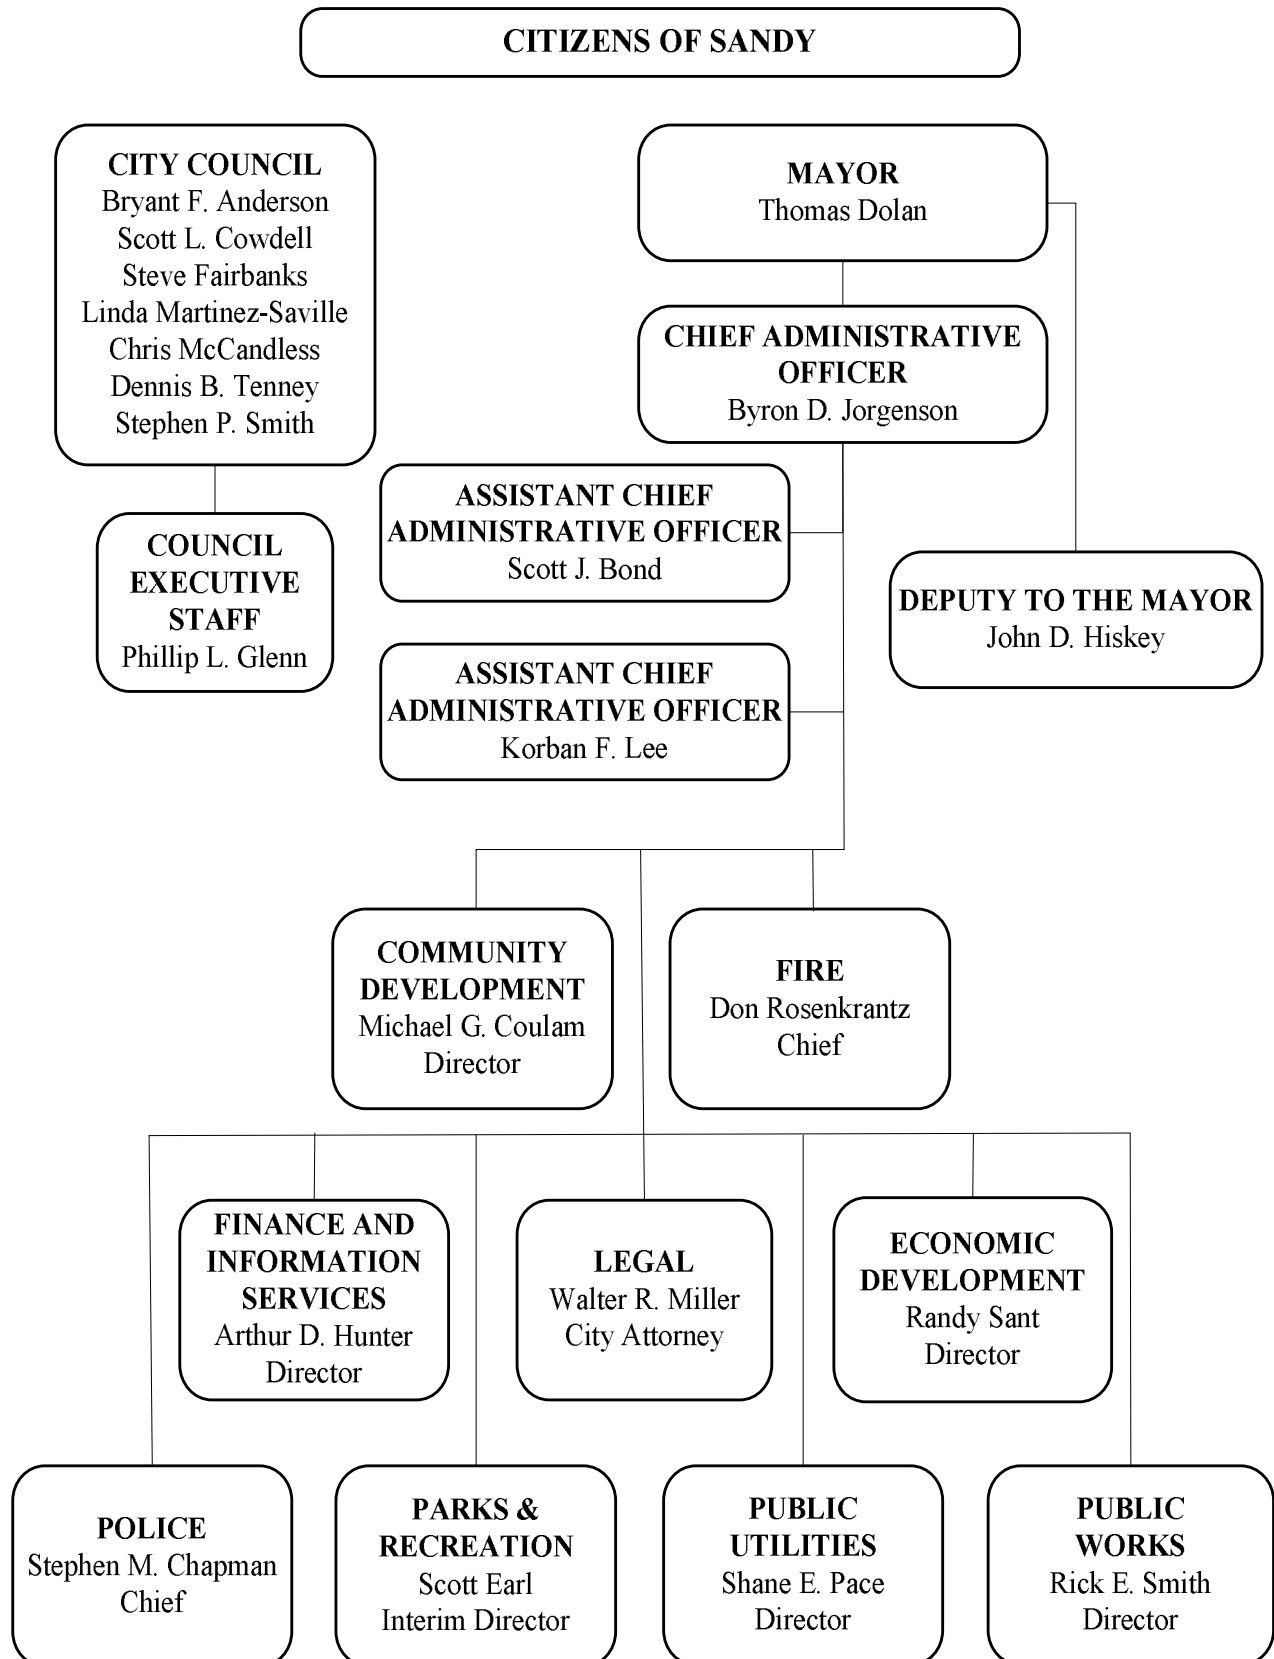 CITIZENS OF SANDY
CITY COUNCIL
Bryant F. Anderson
Scott L. Cowdell
Steve Fairbanks
Linda Martinez-Saville
Chris McCandless
Dennis B. Tenney
Stephen P. Smith
MAYOR
Thomas Dolan
CHIEF ADMINISTRATIVE
OFFICER
Byron D. Jorgenson
ASSISTANT CHIEF
ADMINISTRATIVE OFFICER
Scott J. Bond
COUNCIL
EXECUTIVE
STAFF
Phillip L. Glenn
DEPUTY TO THE MAYOR
John D. Hiskey
ASSISTANT CHIEF
ADMINISTRATIVE OFFICER
Korban F. Lee
COMMUNITY
DEVELOPMENT
Michael G. Coulam
Director
FIRE
Don Rosenkrantz
Chief
FINANCE AND
INFORMATION
SERVICES
Arthur D. Hunter
Director
LEGAL
Walter R. Miller
City Attorney
ECONOMIC
DEVELOPMENT
Randy Sant
Director
POLICE
Stephen M. Chapman
Chief
PARKS &
RECREATION
Scott Earl
Interim Director
PUBLIC
UTILITIES
Shane E. Pace
Director
PUBLIC
WORKS
Rick E. Smith
Director